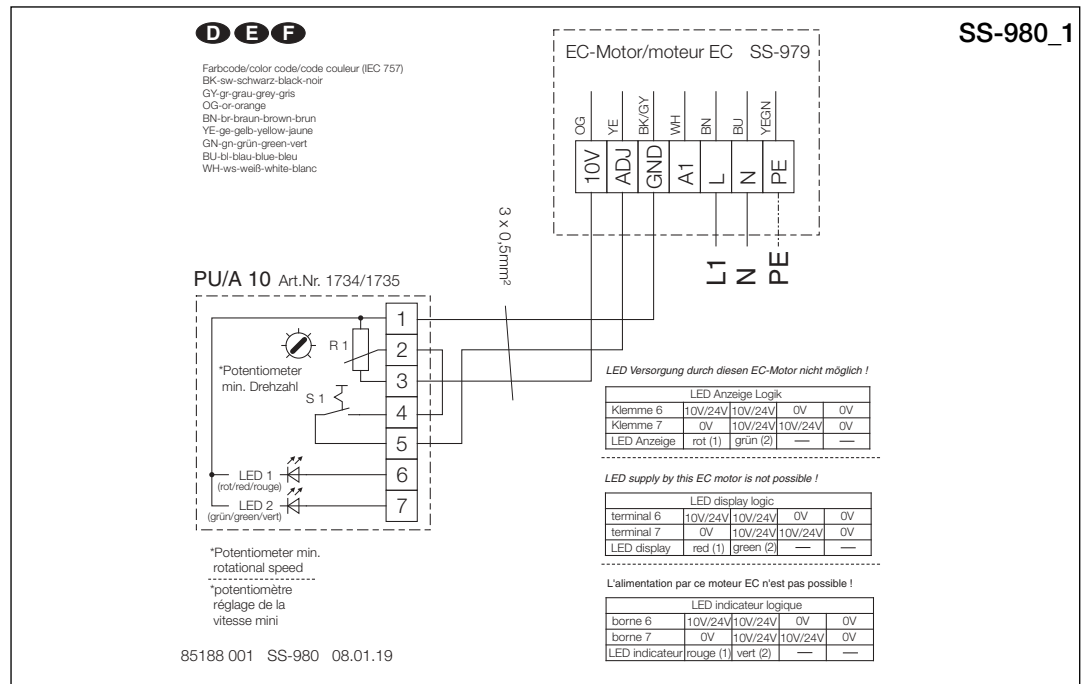 SS-980_1
D E F
Farbcode/color code/code couleur (IEC 757)
BK-sw-schwarz-black-noir
GY-gr-grau-grey-gris
OG-or-orange
BN-br-braun-brown-brun
YE-ge-gelb-yellow-jaune
GN-gn-grün-green-vert
BU-bl-blau-blue-bleu
WH-ws-weiß-white-blanc
EC-Motor/moteur EC SS-979
OG YE BK/GY WH BN BU YEGN
10V ADJ GND A1 L N PE
L1 N PE
3 x 0,5mm²
PU/A 10 Art.Nr. 1734/1735
1
R 1
2
*Potentiometer
min. Drehzahl
3
S 1
4
5
LED 1
(rot/red/rouge)
6
LED 2
(grün/green/vert)
7
*Potentiometer min.
rotational speed
*potentiomètre
réglage de la
vitesse mini
LED Versorgung durch diesen EC-Motor nicht möglich !
LED Anzeige Logik
Klemme 6 10V/24V 10V/24V 0V 0V
Klemme 7 0V 10V/24V 10V/24V 0V
LED Anzeige rot (1) grün (2) — —
LED supply by this EC motor is not possible !
LED display logic
terminal 6 10V/24V 10V/24V 0V 0V
terminal 7 0V 10V/24V 10V/24V 0V
LED display red (1) green (2) — —
L'alimentation par ce moteur EC n'est pas possible !
LED indicateur logique
borne 6 10V/24V 10V/24V 0V 0V
borne 7 0V 10V/24V 10V/24V 0V
LED indicateur rouge (1) vert (2) — —
85188 001 SS-980 08.01.19